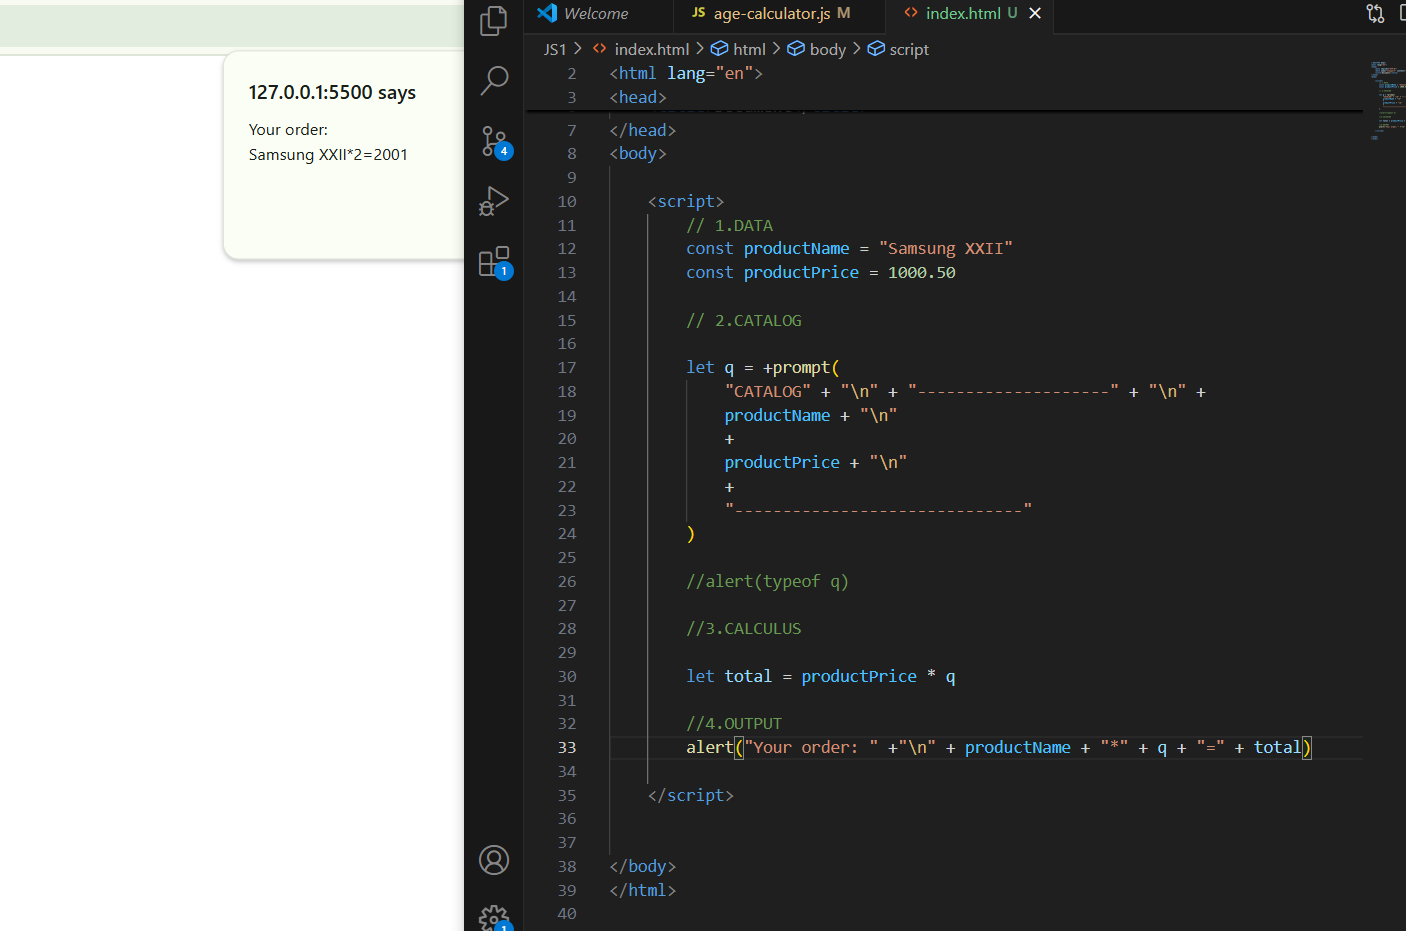 127.0.0.1:5500 says
Your order:
Samsung XXII*2=2001
4
1
1
Welcome
JS age-calculator.js M
<> index.html U
JS1 > <> index.html > html > body > script
2 <html lang="en">
3 <head>
7 </head>
8 <body>
9
10 <script>
11 // 1.DATA
12 const productName = "Samsung XXII"
13 const productPrice = 1000.50
14
15 // 2.CATALOG
16
17 let q = +prompt(
18 "CATALOG" + "\n" + "--------------------" + "\n" +
19 productName + "\n"
20 +
21 productPrice + "\n"
22 +
23 "------------------------------"
24 )
25
26 //alert(typeof q)
27
28 //3.CALCULUS
29
30 let total = productPrice * q
31
32 //4.OUTPUT
33 alert("Your order: " +"\n" + productName + "*" + q + "=" + total)
34
35 </script>
36
37
38 </body>
39 </html>
40